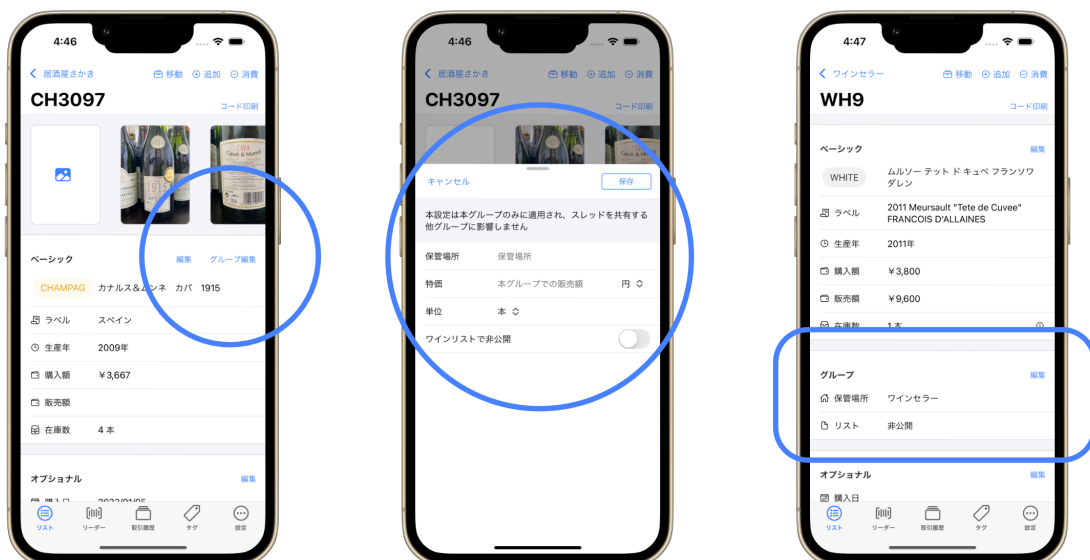 4:46
居酒屋さかき 移動 追加 消費
CH3097
コード印刷
1915
CAVA
ベーシック 編集 グループ編集
CHAMPAG カナルス&ムンネ カバ 1915
ラベル スペイン
生産年 2009年
購入額 ¥3,667
販売額
在庫数 4 本
オプショナル 編集
購入日 2022/01/05
リスト リーダー 取引履歴 タグ 設定
4:46
居酒屋さかき 移動 追加 消費
CH3097
コード印刷
キャンセル 保存
本設定は本グループのみに適用され、スレッドを共有する
他グループに影響しません
保管場所 保管場所
特価 本グループでの販売額 円
単位 本
ワインリストで非公開
4:47
ワインセラー 移動 追加 消費
WH9
コード印刷
ベーシック 編集
WHITE ムルソー テット ド キュベ フランソワ
ダレン
ラベル 2011 Meursault "Tete de Cuvee"
FRANCOIS D'ALLAINES
生産年 2011年
購入額 ¥3,800
販売額 ¥9,600
在庫数 1 本
グループ 編集
保管場所 ワインセラー
リスト 非公開
オプショナル 編集
購入日
リスト リーダー 取引履歴 タグ 設定